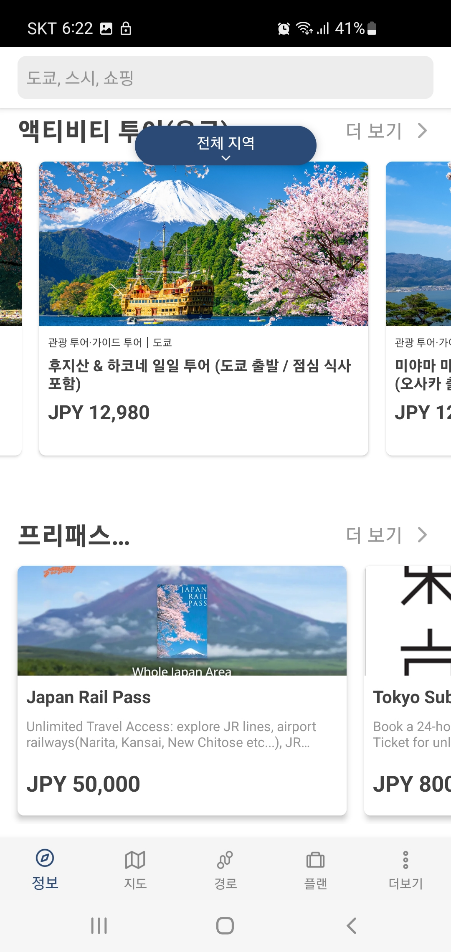 SKT 6:22 41%
도쿄, 스시, 쇼핑
액티비티 투어(유료) 더 보기
전체 지역
관광 투어·가이드 투어 | 도쿄
후지산 & 하코네 일일 투어 (도쿄 출발 / 점심 식사
포함)
JPY 12,980
관광 투어·가이
미야마 마
(오사카 출
JPY 12
프리패스... 더 보기
JAPAN
RAIL
PASS
Whole Japan Area
Japan Rail Pass
Unlimited Travel Access: explore JR lines, airport
railways(Narita, Kansai, New Chitose etc...), JR...
JPY 50,000
Tokyo Sub
Book a 24-ho
Ticket for unl
JPY 800
정보 지도 경로 플랜 더보기